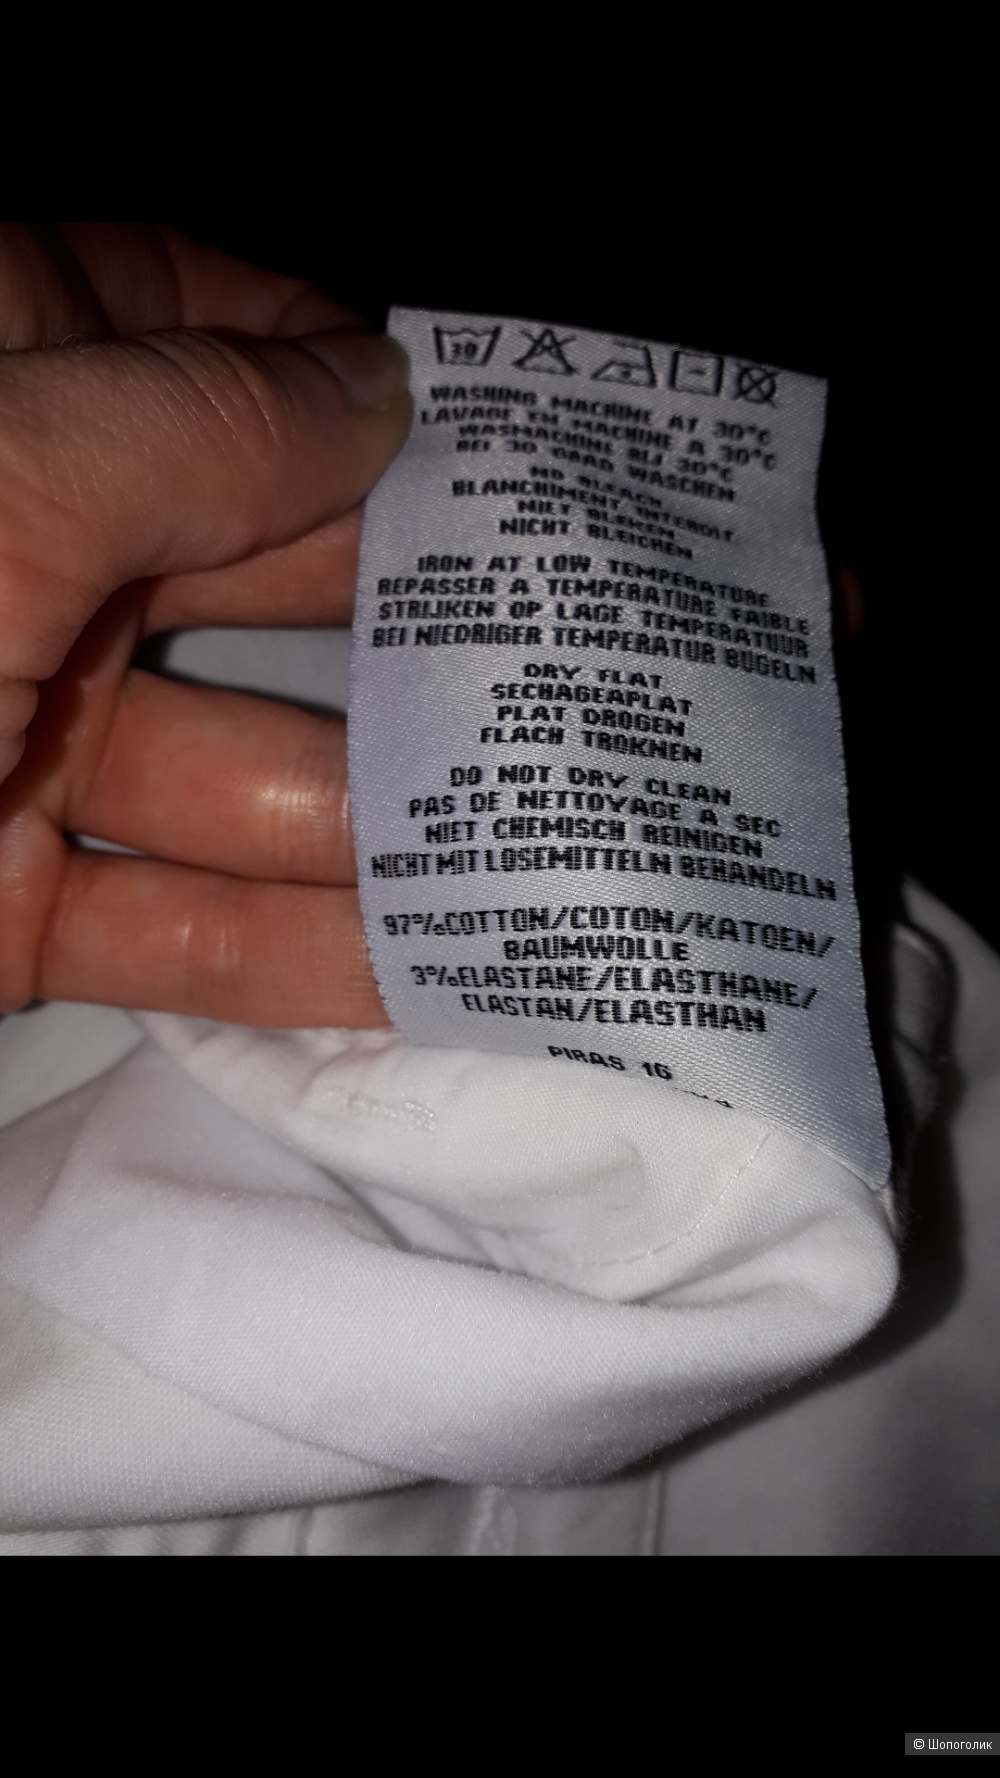 30
WASHING MACHINE AT 30°C
LAVAGE EN MACHINE A 30°C
WASMACHINE BIJ 30°C
BEI 30 GRAD WASCHEN
NO BLEACH
BLANCHIMENT INTERDIT
NIET BLEKEN
NICHT BLEICHEN
IRON AT LOW TEMPERATURE
REPASSER A TEMPERATURE FAIBLE
STRIJKEN OP LAGE TEMPERATUUR
BEI NIEDRIGER TEMPERATUR BUGELN
DRY FLAT
SECHAGEAPLAT
PLAT DROGEN
FLACH TROKNEN
DO NOT DRY CLEAN
PAS DE NETTOYAGE A SEC
NIET CHEMISCH REINIGEN
NICHT MIT LOSEMITTELN BEHANDELN
97%COTTON/COTON/KATOEN/
BAUMWOLLE
3%ELASTANE/ELASTHANE/
ELASTAN/ELASTHAN
PIRAS 16
© Шопоголик